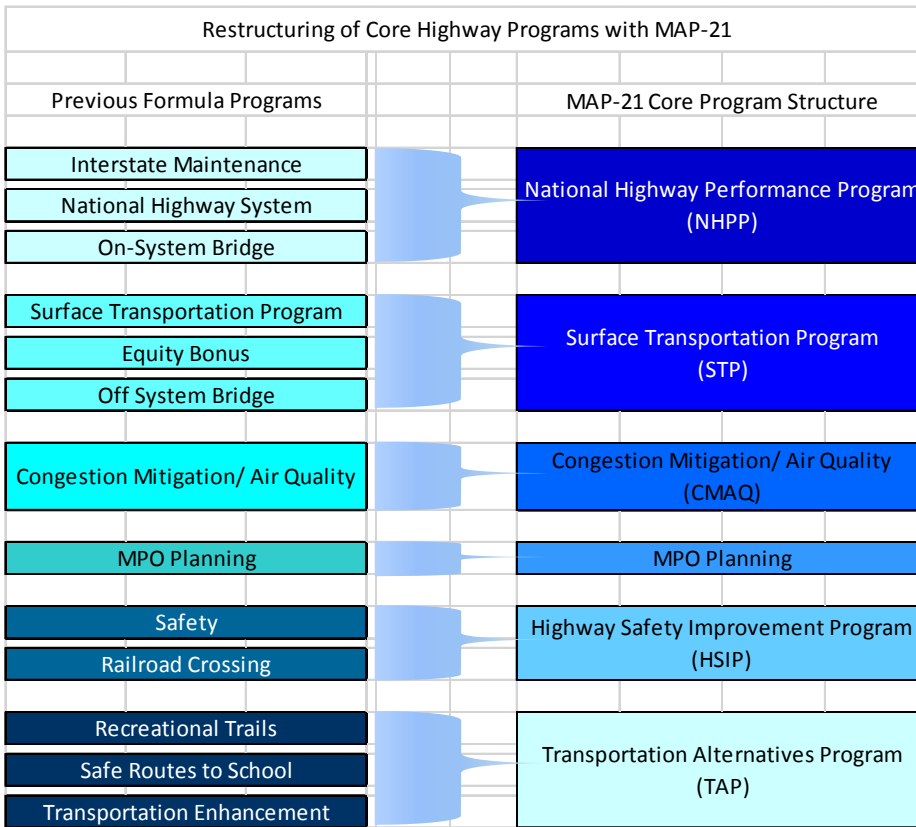 Restructuring of Core Highway Programs with MAP-21
Previous Formula Programs
MAP-21 Core Program Structure
Interstate Maintenance
National Highway System
On-System Bridge
National Highway Performance Program
(NHPP)
Surface Transportation Program
Equity Bonus
Off System Bridge
Surface Transportation Program
(STP)
Congestion Mitigation/ Air Quality
Congestion Mitigation/ Air Quality
(CMAQ)
MPO Planning
MPO Planning
Safety
Railroad Crossing
Highway Safety Improvement Program
(HSIP)
Recreational Trails
Safe Routes to School
Transportation Enhancement
Transportation Alternatives Program
(TAP)